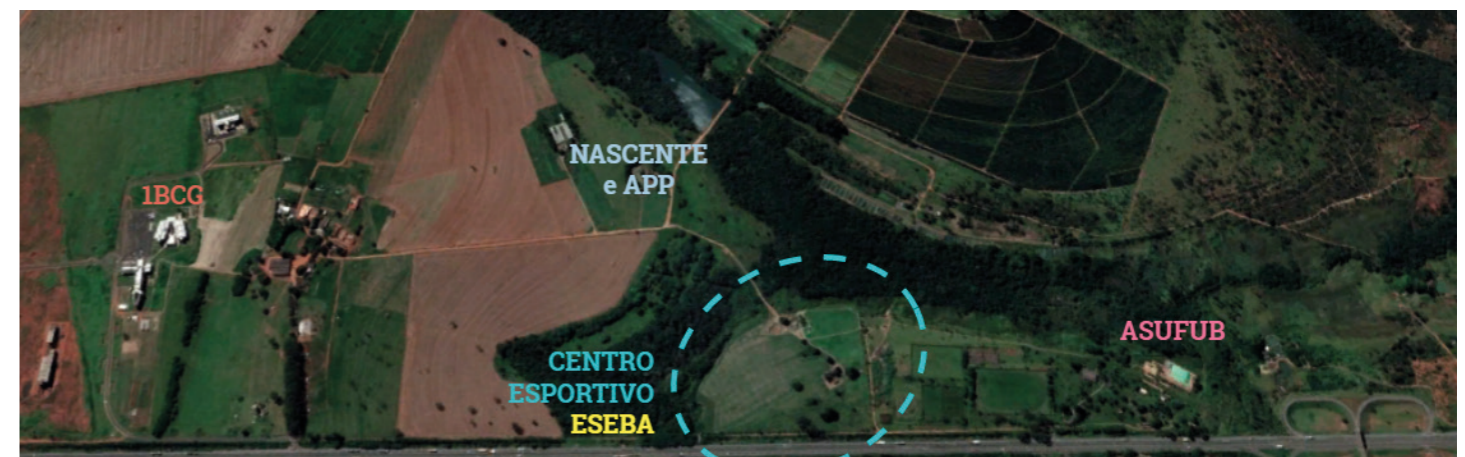 NASCENTE
e APP
1BCG
ASUFUB
CENTRO
ESPORTIVO
ESEBA